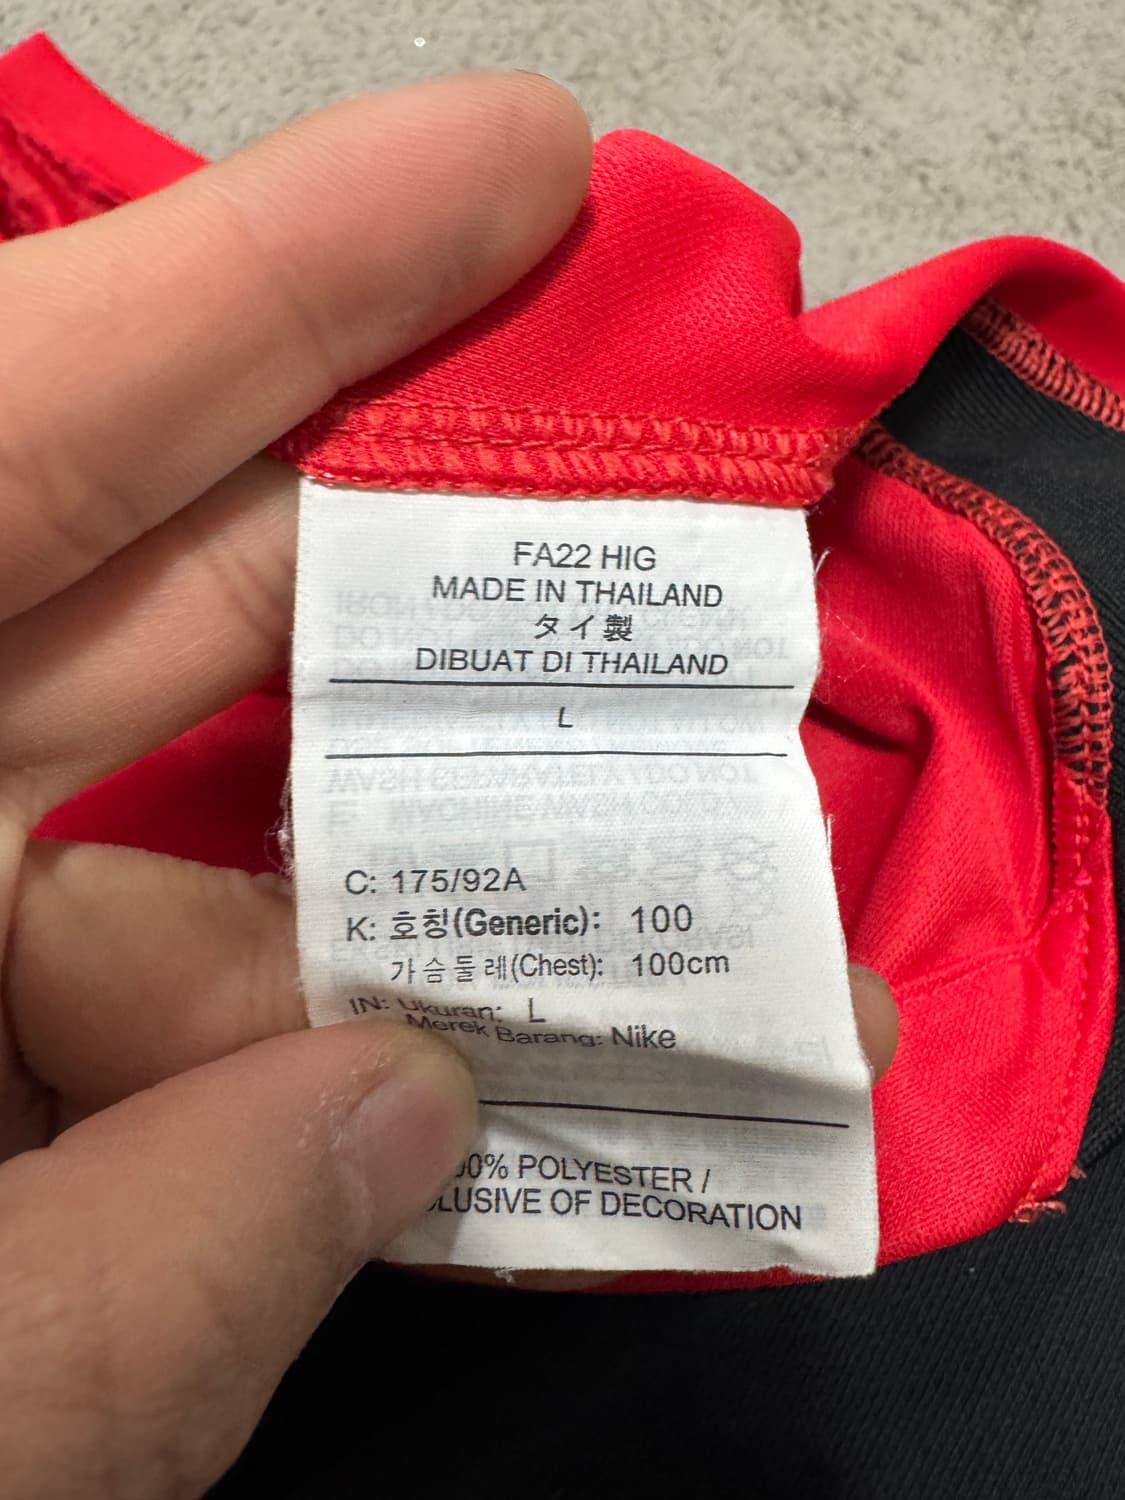 FA22 HIG
MADE IN THAILAND
タイ製
DIBUAT DI THAILAND
L
C: 175/92A
K: 호칭(Generic): 100
가슴둘레(Chest): 100cm
IN: Ukuran: L
Merek Barang: Nike
POLYESTER /
OF DECORATION